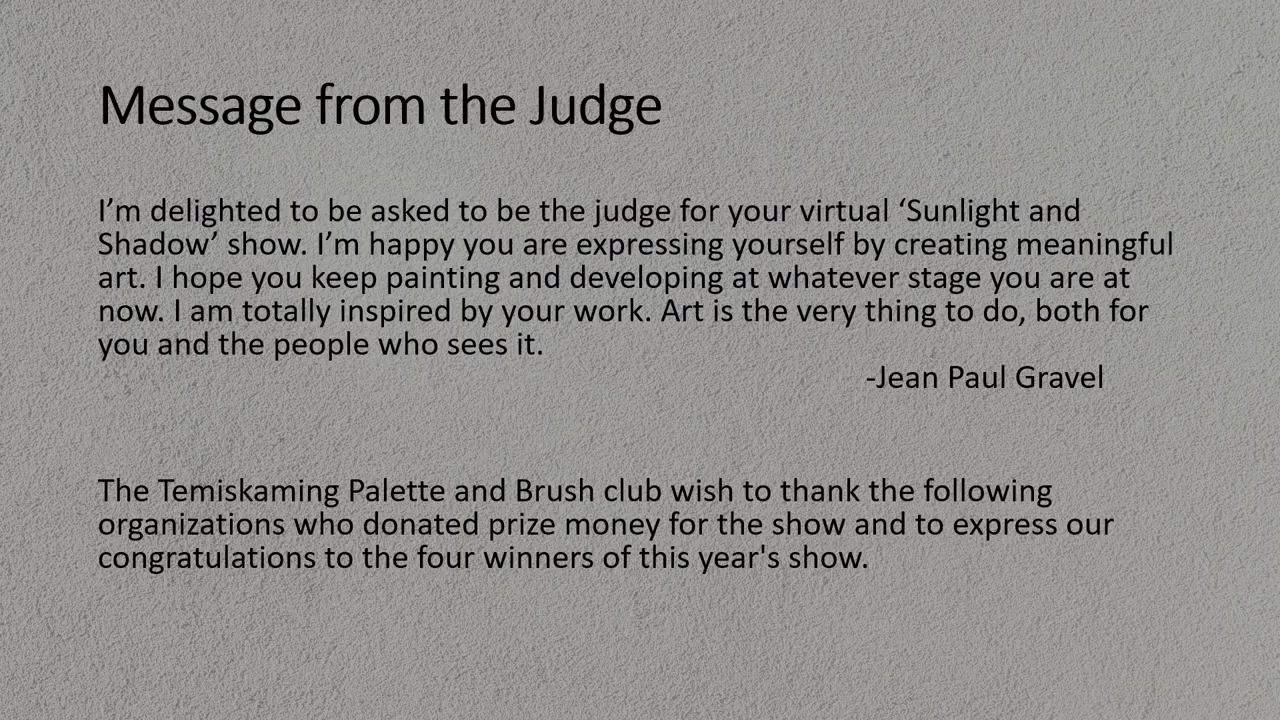 Message from the Judge
I’m delighted to be asked to be the judge for your virtual ‘Sunlight and
Shadow’ show. I’m happy you are expressing yourself by creating meaningful
art. I hope you keep painting and developing at whatever stage you are at
now. I am totally inspired by your work. Art is the very thing to do, both for
you and the people who sees it.
-Jean Paul Gravel
The Temiskaming Palette and Brush club wish to thank the following
organizations who donated prize money for the show and to express our
congratulations to the four winners of this year's show.